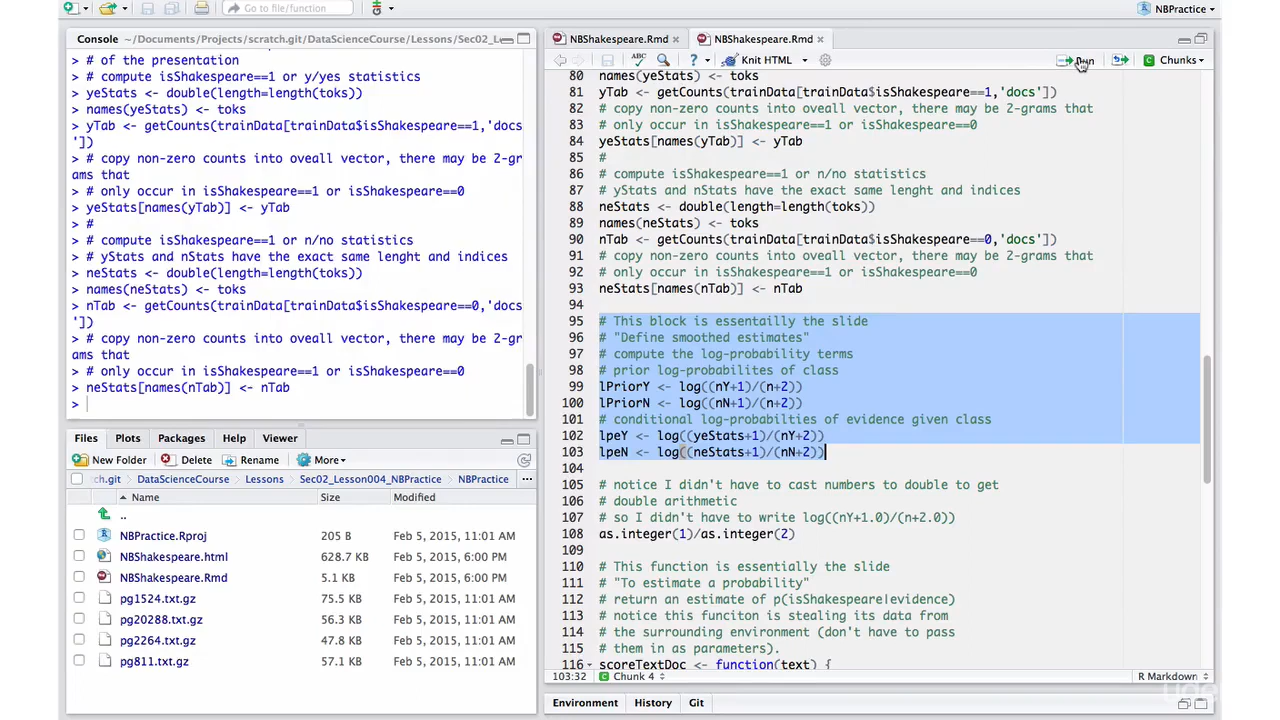 Go to file/function
NBPractice
Console ~/Documents/Projects/scratch.git/DataScienceCourse/Lessons/Sec02_L
> # of the presentation
> # compute isShakespeare==1 or y/yes statistics
> yeStats <- double(length=length(toks))
> names(yeStats) <- toks
> yTab <- getCounts(trainData[trainData$isShakespeare==1,'docs
'])
> # copy non-zero counts into oveall vector, there may be 2-gr
ams that
> # only occur in isShakespeare==1 or isShakespeare==0
> yeStats[names(yTab)] <- yTab
> #
> # compute isShakespeare==1 or n/no statistics
> # yStats and nStats have the exact same lenght and indices
> neStats <- double(length=length(toks))
> names(neStats) <- toks
> nTab <- getCounts(trainData[trainData$isShakespeare==0,'docs
'])
> # copy non-zero counts into oveall vector, there may be 2-gr
ams that
> # only occur in isShakespeare==1 or isShakespeare==0
> neStats[names(nTab)] <- nTab
>
Files Plots Packages Help Viewer
New Folder Delete Rename More
ch.git DataScienceCourse Lessons Sec02_Lesson004_NBPractice NBPractice ...
Name Size Modified
..
NBPractice.Rproj 205 B Feb 5, 2015, 11:01 AM
NBShakespeare.html 628.7 KB Feb 5, 2015, 6:00 PM
NBShakespeare.Rmd 5.1 KB Feb 5, 2015, 6:00 PM
pg1524.txt.gz 75.5 KB Feb 5, 2015, 11:01 AM
pg20288.txt.gz 56.3 KB Feb 5, 2015, 11:01 AM
pg2264.txt.gz 47.8 KB Feb 5, 2015, 11:01 AM
pg811.txt.gz 57.1 KB Feb 5, 2015, 11:01 AM
NBShakespeare.Rmd NBShakespeare.Rmd
ABC ? Knit HTML Run Chunks
80 names(yeStats) <- toks
81 yTab <- getCounts(trainData[trainData$isShakespeare==1,'docs'])
82 # copy non-zero counts into oveall vector, there may be 2-grams that
83 # only occur in isShakespeare==1 or isShakespeare==0
84 yeStats[names(yTab)] <- yTab
85 #
86 # compute isShakespeare==1 or n/no statistics
87 # yStats and nStats have the exact same lenght and indices
88 neStats <- double(length=length(toks))
89 names(neStats) <- toks
90 nTab <- getCounts(trainData[trainData$isShakespeare==0,'docs'])
91 # copy non-zero counts into oveall vector, there may be 2-grams that
92 # only occur in isShakespeare==1 or isShakespeare==0
93 neStats[names(nTab)] <- nTab
94
95 # This block is essentailly the slide
96 # "Define smoothed estimates"
97 # compute the log-probability terms
98 # prior log-probabilites of class
99 lPriorY <- log((nY+1)/(n+2))
100 lPriorN <- log((nN+1)/(n+2))
101 # conditional log-probabilties of evidence given class
102 lpeY <- log((yeStats+1)/(nY+2))
103 lpeN <- log((neStats+1)/(nN+2))
104
105 # notice I didn't have to cast numbers to double to get
106 # double arithmetic
107 # so I didn't have to write log((nY+1.0)/(n+2.0))
108 as.integer(1)/as.integer(2)
109
110 # This function is essentially the slide
111 # "To estimate a probability"
112 # return an estimate of p(isShakespeare|evidence)
113 # notice this funciton is stealing its data from
114 # the surrounding environment (don't have to pass
115 # them in as parameters).
116 scoreTextDoc <- function(text) {
103:32 Chunk 4 R Markdown
Environment History Git